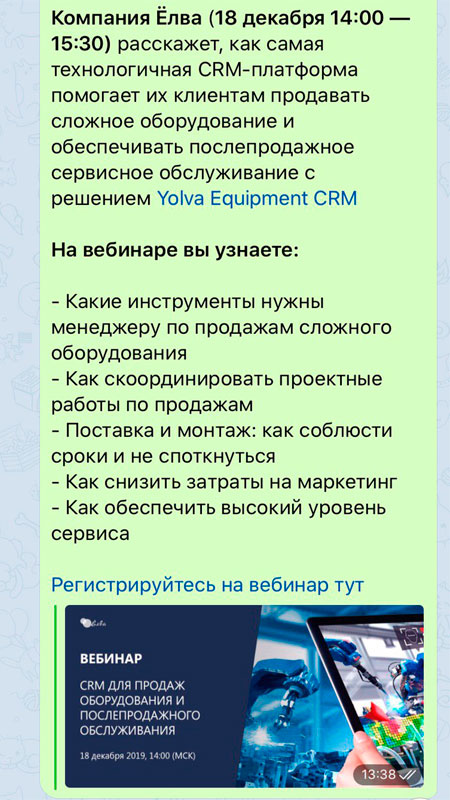 Компания Ёлва (18 декабря 14:00 —
15:30) расскажет, как самая
технологичная CRM-платформа
помогает их клиентам продавать
сложное оборудование и
обеспечивать послепродажное
сервисное обслуживание с
решением Yolva Equipment CRM
На вебинаре вы узнаете:
- Какие инструменты нужны
менеджеру по продажам сложного
оборудования
- Как скоординировать проектные
работы по продажам
- Поставка и монтаж: как соблюсти
сроки и не споткнуться
- Как снизить затраты на маркетинг
- Как обеспечить высокий уровень
сервиса
Регистрируйтесь на вебинар тут
ВЕБИНАР
CRM ДЛЯ ПРОДАЖ
ОБОРУДОВАНИЯ И
ПОСЛЕПРОДАЖНОГО
ОБСЛУЖИВАНИЯ
18 декабря 2019, 14:00 (МСК)
13:38